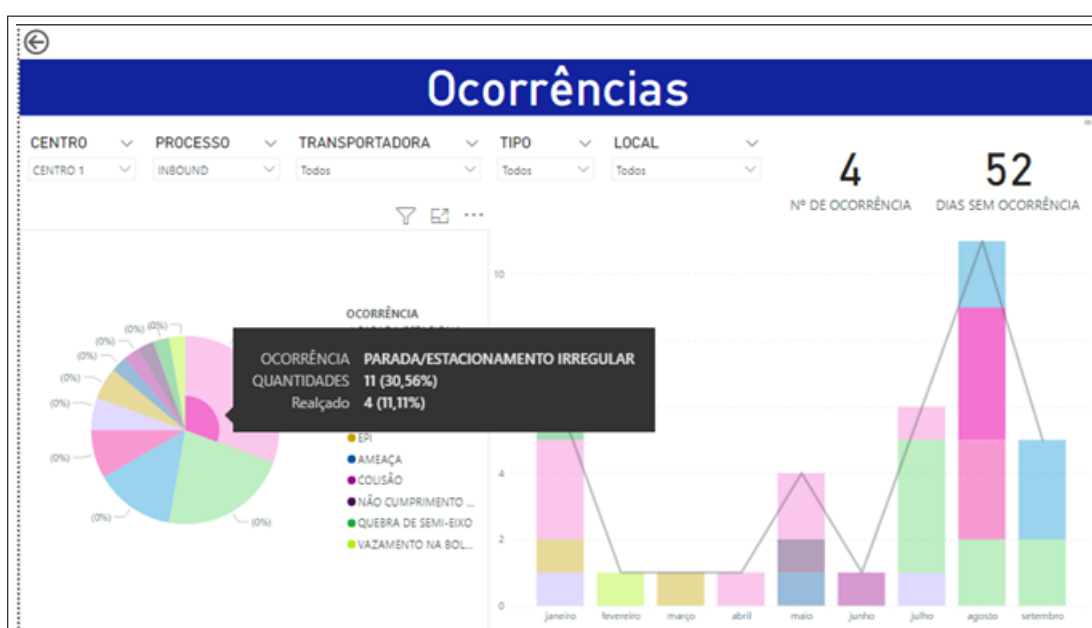 Ocorrências
CENTRO PROCESSO TRANSPORTADORA TIPO LOCAL
CENTRO 1 INBOUND Todos Todos Todos
4 52
Nº DE OCORRÊNCIA DIAS SEM OCORRÊNCIA
OCORRÊNCIA
OCORRÊNCIA PARADA/ESTACIONAMENTO IRREGULAR
QUANTIDADES 11 (30,56%)
Realçado 4 (11,11%)
EPI
AMEAÇA
COLISÃO
NÃO CUMPRIMENTO ...
QUEBRA DE SEMI-EIXO
VAZAMENTO NA BOL...
(0%)
(0%)
(0%)
(0%)
(0%)
(0%)
(0%)
(0%)
(0%)
10
4
2
0
janeiro fevereiro março abril maio junho julho agosto setembro